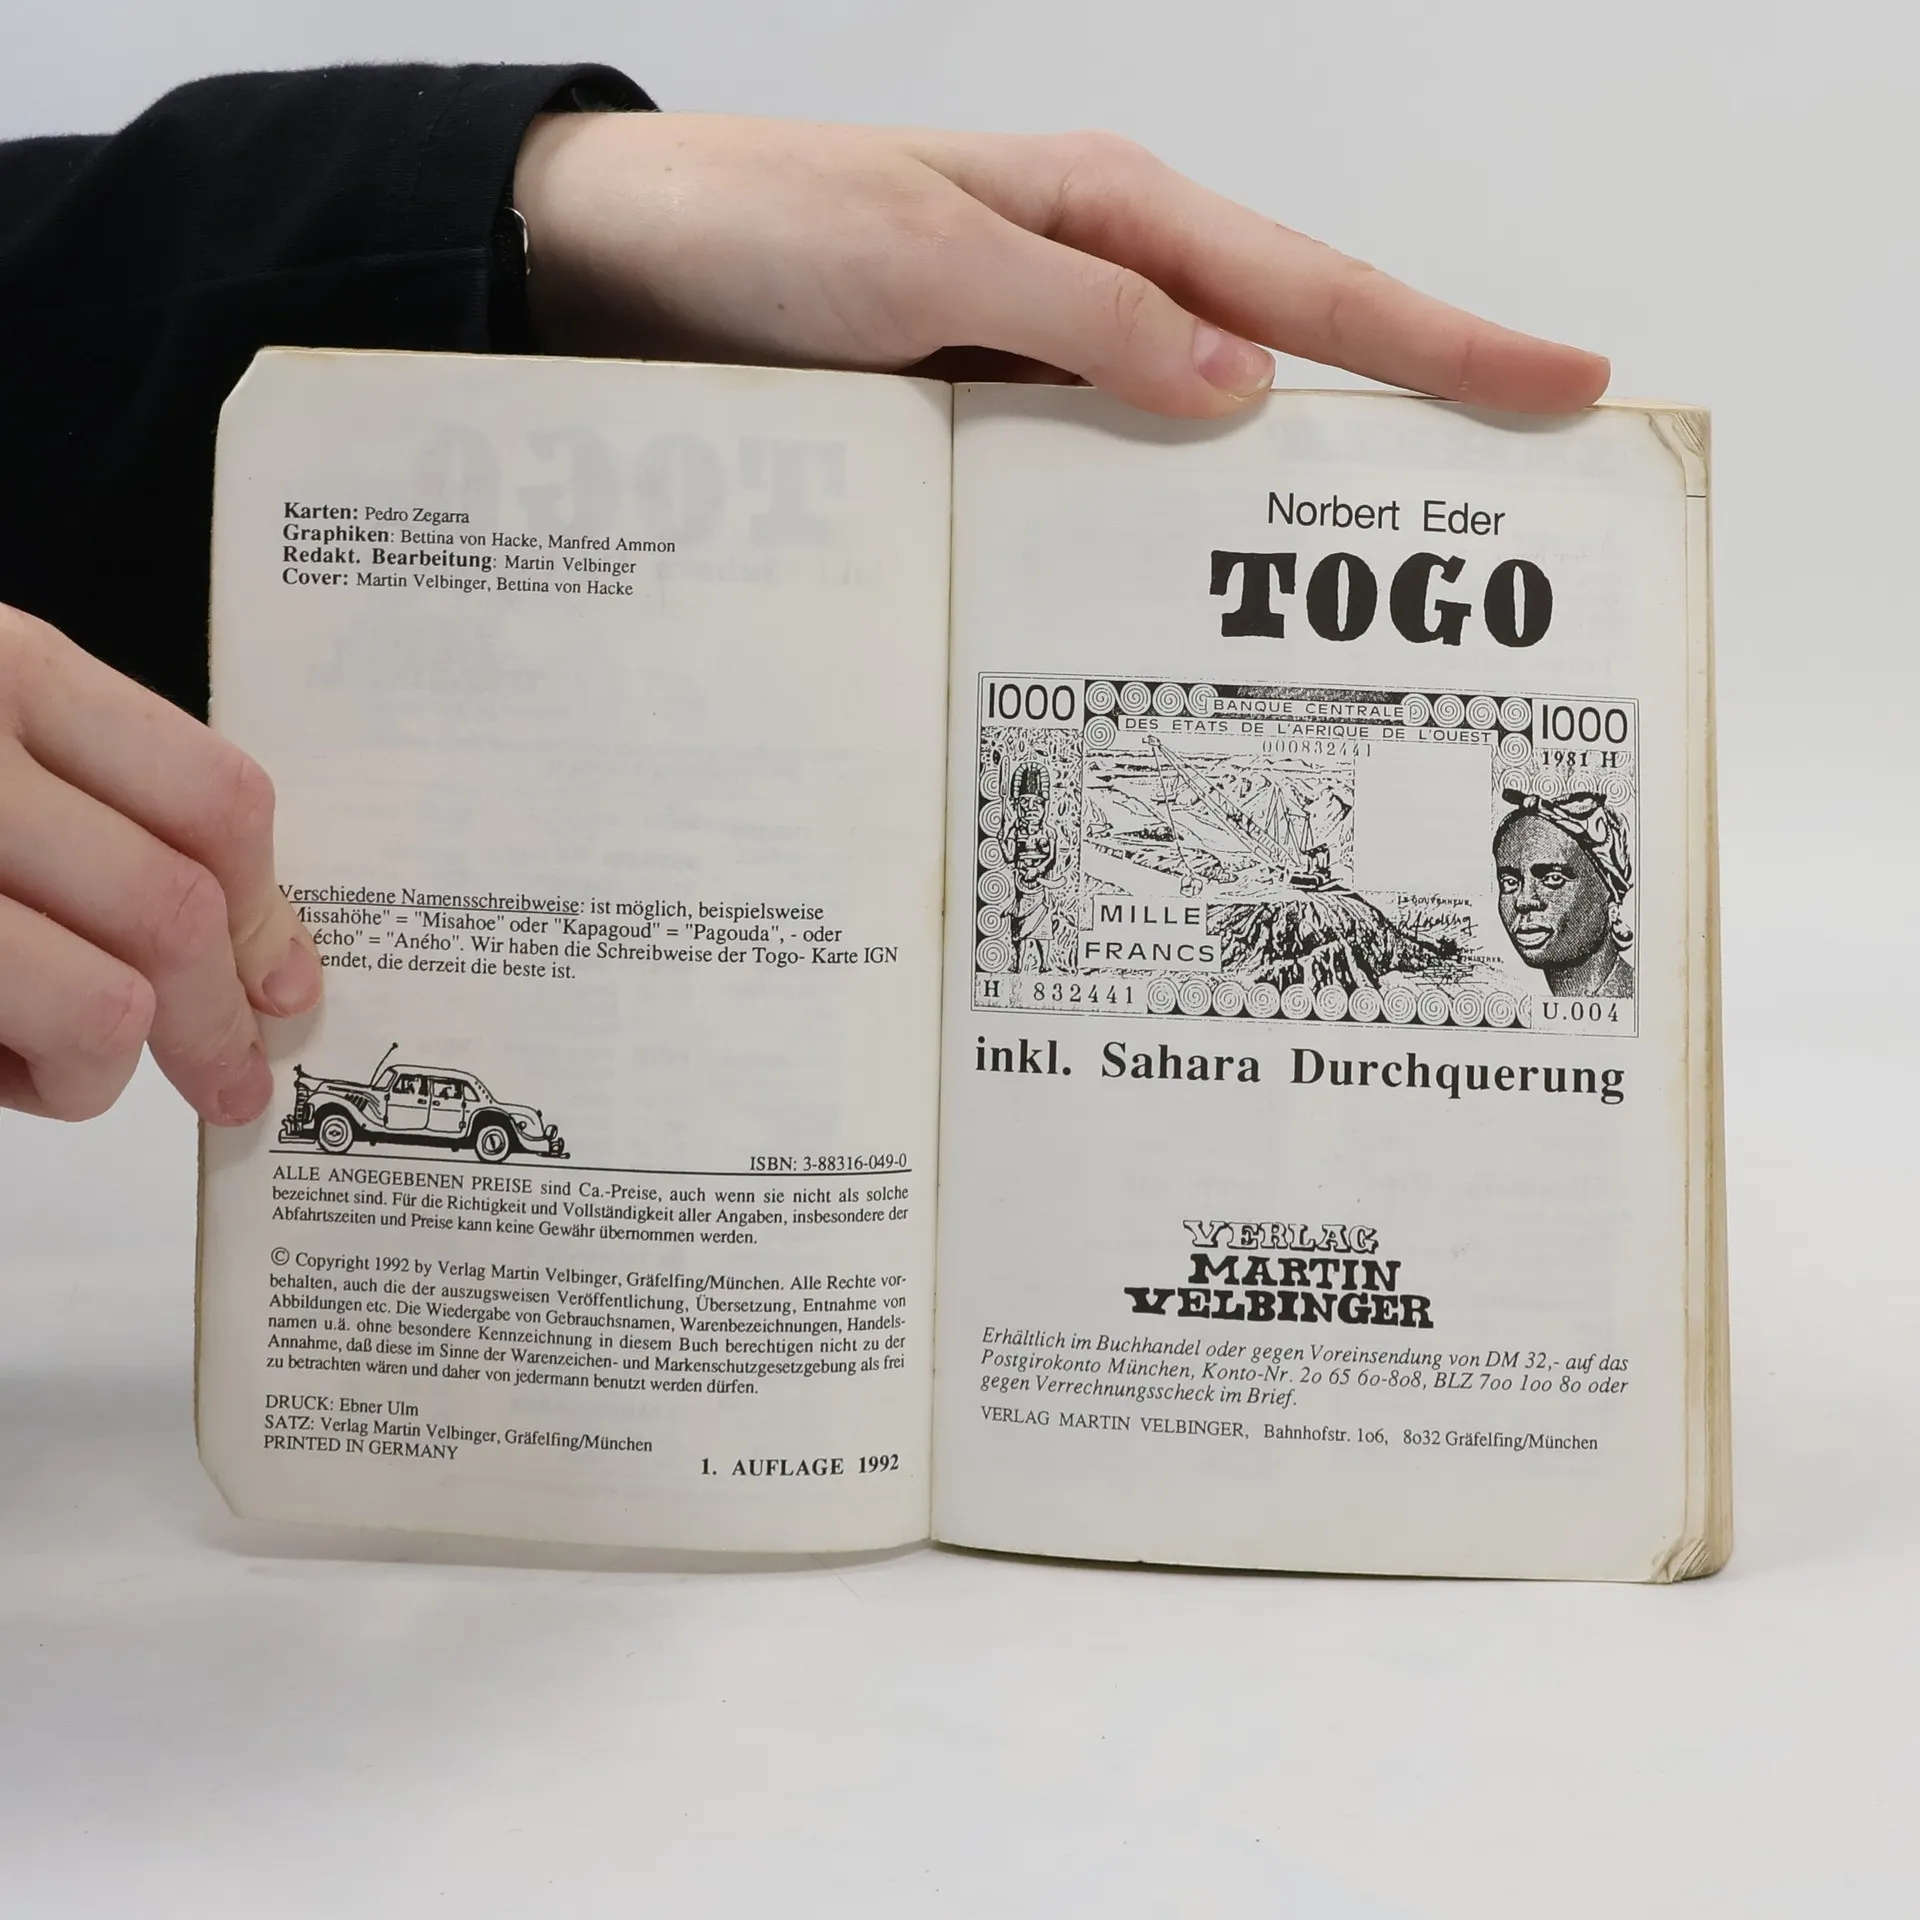 Karten: Pedro Zegarra
Graphiken: Bettina von Hacke, Manfred Ammon
Redakt. Bearbeitung: Martin Velbinger
Cover: Martin Velbinger, Bettina von Hacke
Verschiedene Namensschreibweise: ist möglich, beispielsweise
Missahöhe" = "Misahoe" oder "Kapagoud" = "Pagouda", - oder
écho" = "Aného". Wir haben die Schreibweise der Togo- Karte IGN
endet, die derzeit die beste ist.
ISBN: 3-88316-049-0
ALLE ANGEGEBENEN PREISE sind Ca.-Preise, auch wenn sie nicht als solche
bezeichnet sind. Für die Richtigkeit und Vollständigkeit aller Angaben, insbesondere der
Abfahrtszeiten und Preise kann keine Gewähr übernommen werden.
© Copyright 1992 by Verlag Martin Velbinger, Gräfelfing/München. Alle Rechte vor-
behalten, auch die der auszugsweisen Veröffentlichung, Übersetzung, Entnahme von
Abbildungen etc. Die Wiedergabe von Gebrauchsnamen, Warenbezeichnungen, Handels-
namen u.ä. ohne besondere Kennzeichnung in diesem Buch berechtigen nicht zu der
Annahme, daß diese im Sinne der Warenzeichen- und Markenschutzgesetzgebung als frei
zu betrachten wären und daher von jedermann benutzt werden dürfen.
DRUCK: Ebner Ulm
SATZ: Verlag Martin Velbinger, Gräfelfing/München
PRINTED IN GERMANY
1. AUFLAGE 1992
Norbert Eder
TOGO
1000
BANQUE CENTRALE
DES ETATS DE L'AFRIQUE DE L'OUEST
1000
000832441
1981 H
LE GOUVERNEUR,
MILLE
FRANCS
H 832441
U.004
inkl. Sahara Durchquerung
VERLAG
MARTIN
VELBINGER
Erhältlich im Buchhandel oder gegen Voreinsendung von DM 32,- auf das
Postgirokonto München, Konto-Nr. 2o 65 6o-8o8, BLZ 7oo 1oo 8o oder
gegen Verrechnungsscheck im Brief.
VERLAG MARTIN VELBINGER, Bahnhofstr. 1o6, 8o32 Gräfelfing/München